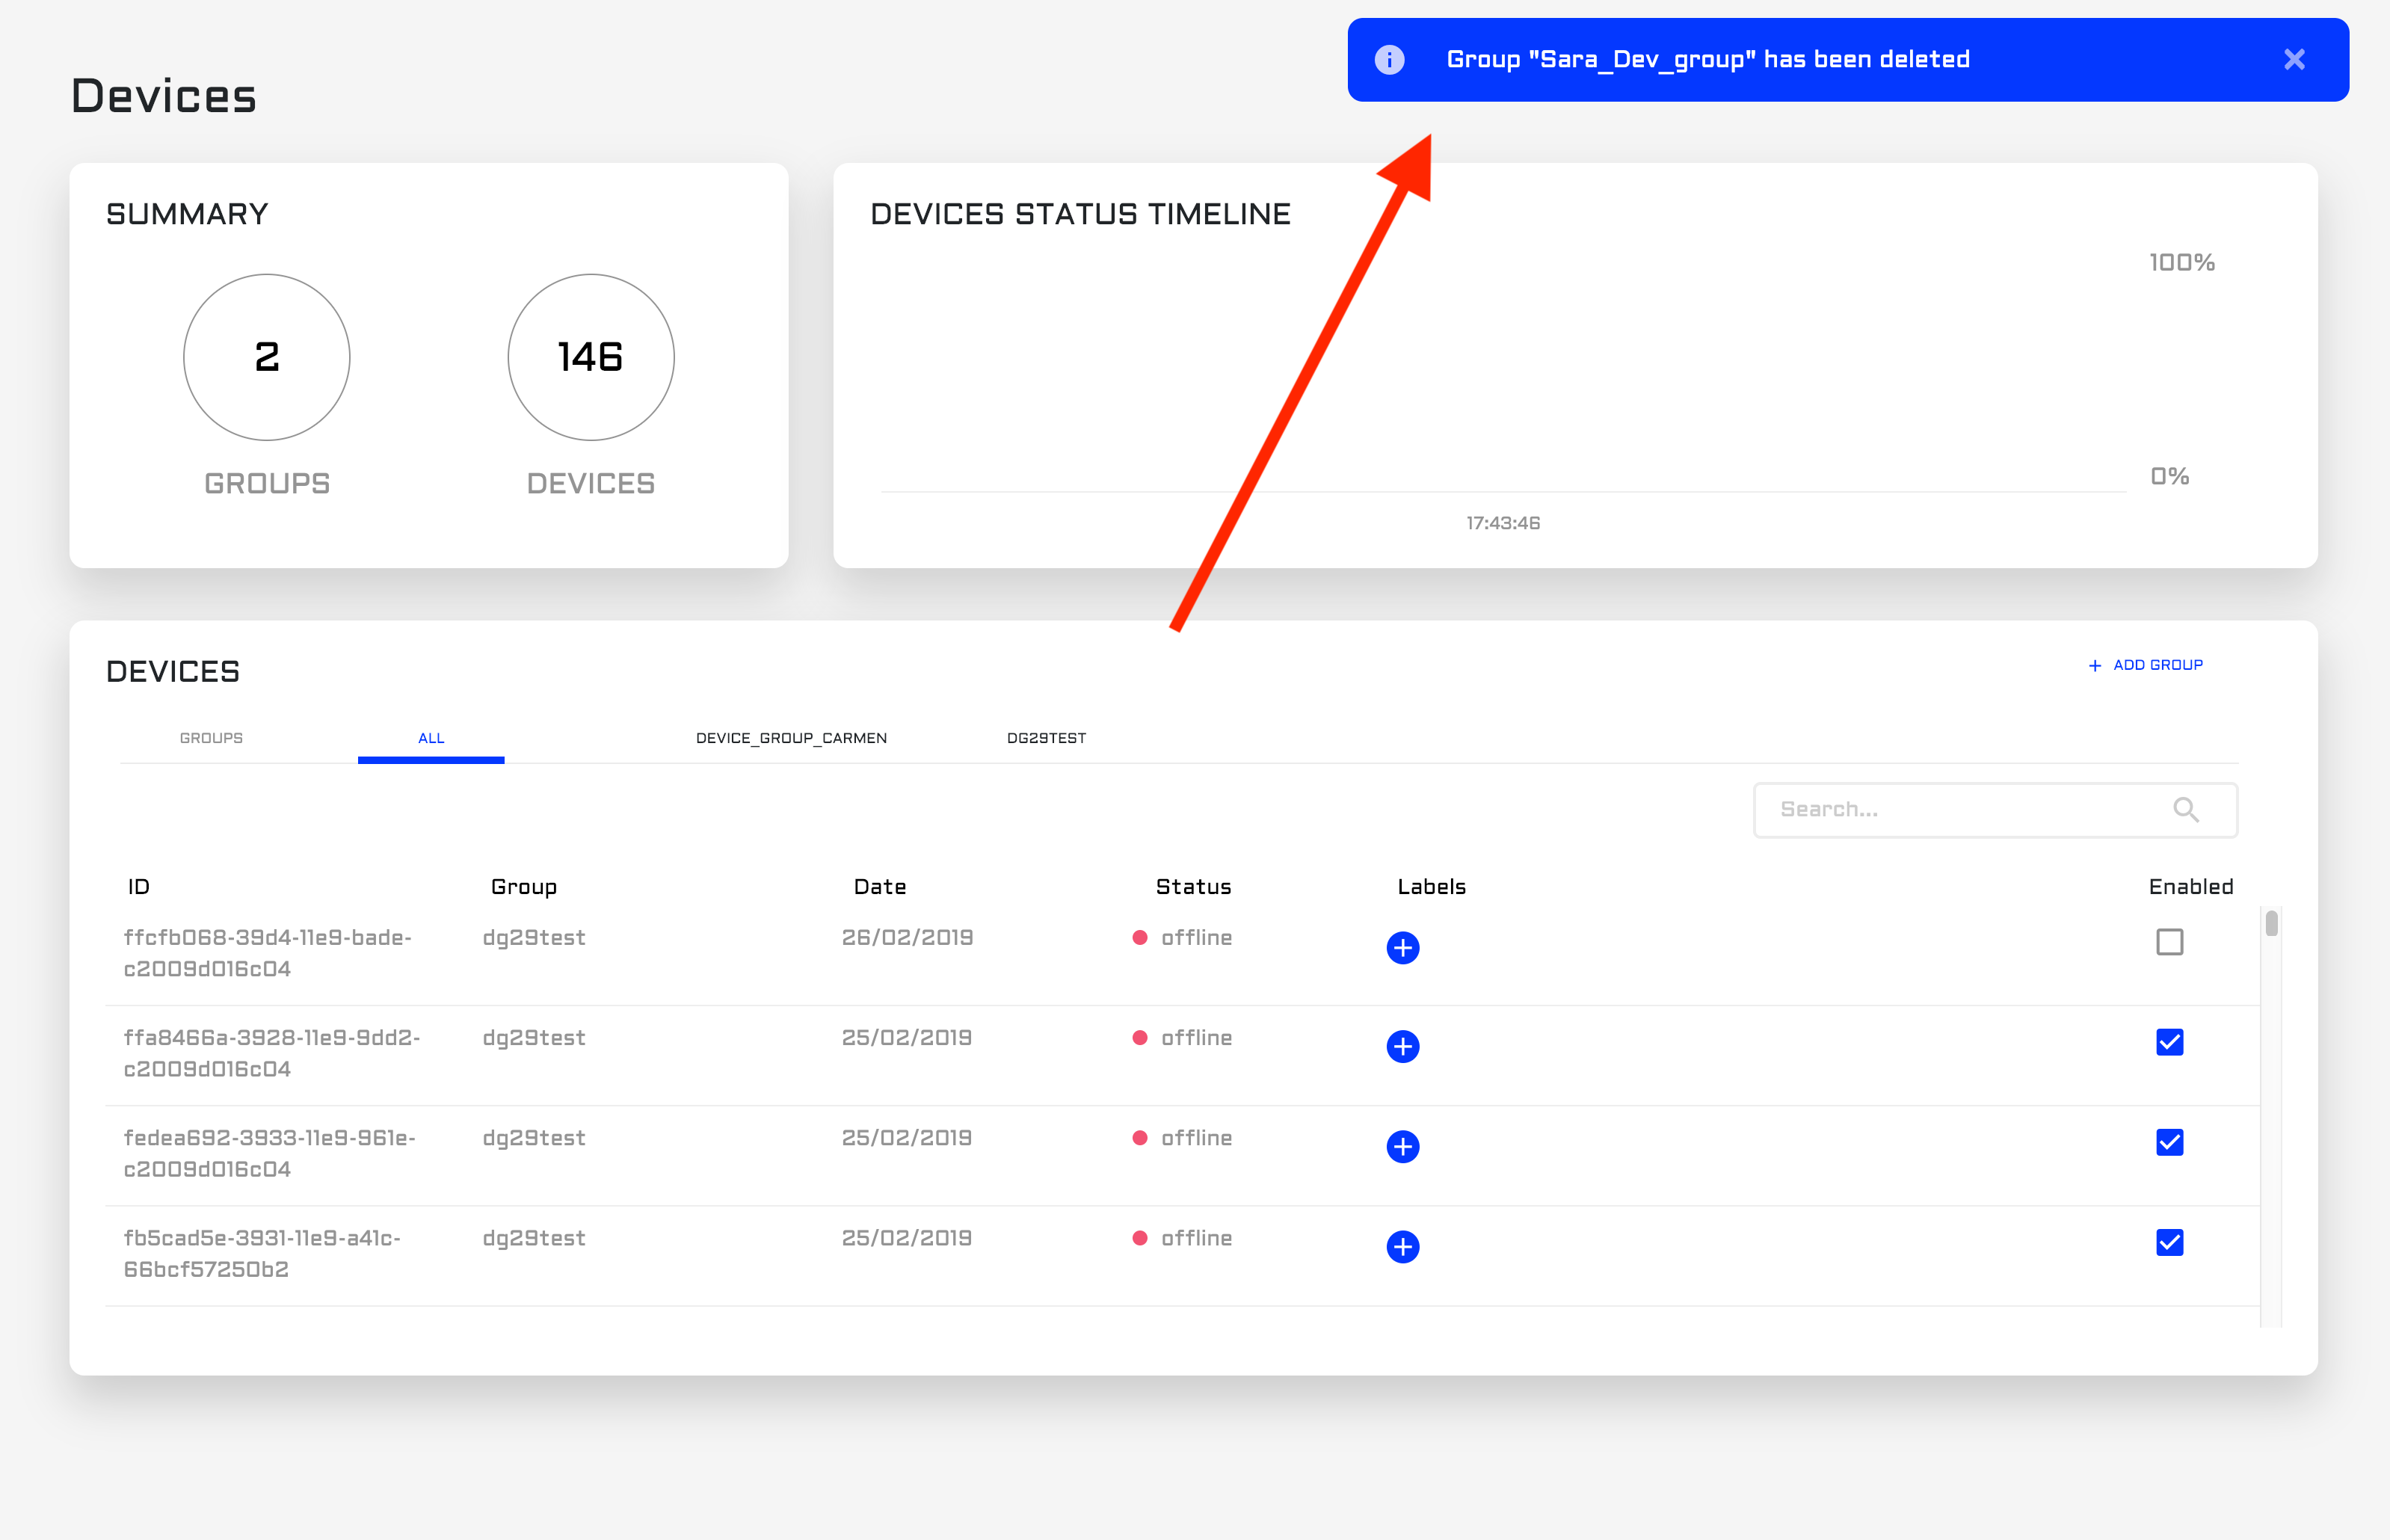 Group "Sara_Dev_group" has been deleted
Devices
SUMMARY
2
146
GROUPS
DEVICES
DEVICES STATUS TIMELINE
100%
0%
17:43:46
DEVICES
+ ADD GROUP
GROUPS ALL DEVICE_GROUP_CARMEN DG29TEST
Search...
ID Group Date Status Labels Enabled
ffcfb068-39d4-11e9-bade-
c2009d016c04
dg29test 26/02/2019 offline
ffa8466a-3928-11e9-9dd2-
c2009d016c04
dg29test 25/02/2019 offline
fedea692-3933-11e9-961e-
c2009d016c04
dg29test 25/02/2019 offline
fb5cad5e-3931-11e9-a41c-
66bcf57250b2
dg29test 25/02/2019 offline